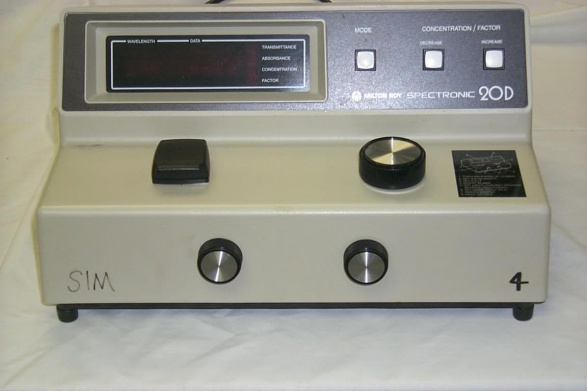 WAVELENGTH DATA
TRANSMITTANCE
ABSORBANCE
CONCENTRATION
FACTOR
MODE
CONCENTRATION / FACTOR
DECREASE
INCREASE
MILTON ROY SPECTRONIC 20D
SIM
4